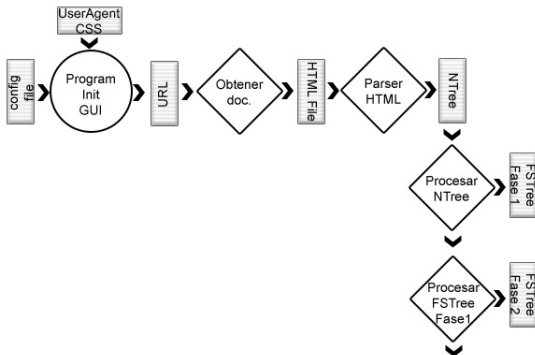 UserAgent
CSS
config
file
Program
Init
GUI
URL
Obtener
doc.
HTML File
Parser
HTML
NTree
Procesar
NTree
FSTree
Fase 1
Procesar
FSTree
Fase1
FSTree
Fase 2